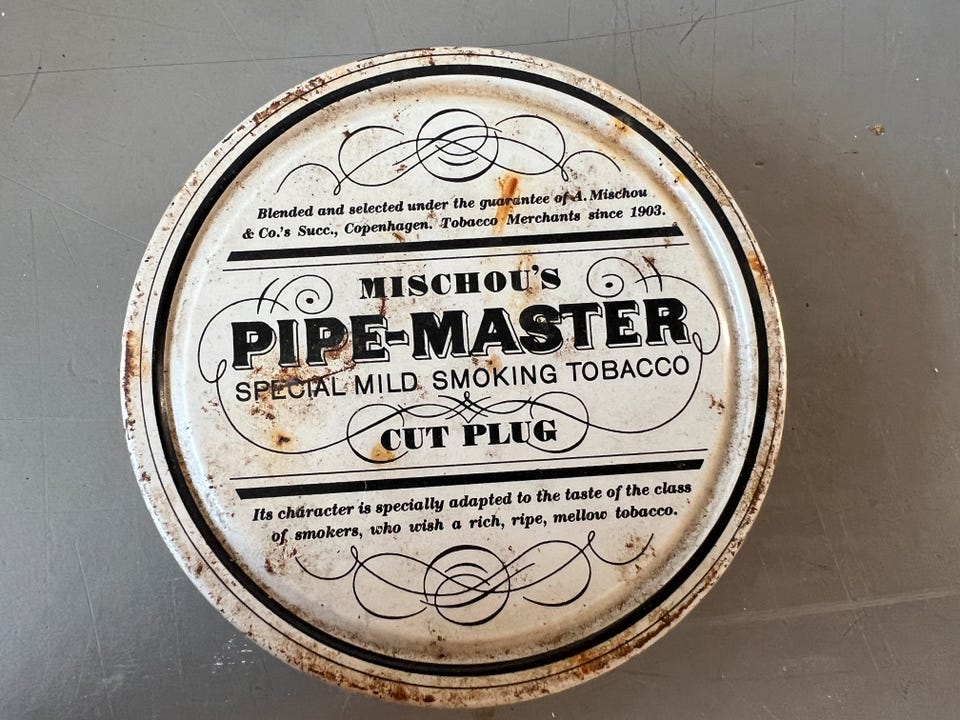 Blended and selected under the guarantee of A. Mischou
& Co.'s Succ., Copenhagen. Tobacco Merchants since 1903.
MISCHOU'S
PIPE-MASTER
SPECIAL MILD SMOKING TOBACCO
CUT PLUG
Its character is specially adapted to the taste of the class
of smokers, who wish a rich, ripe, mellow tobacco.